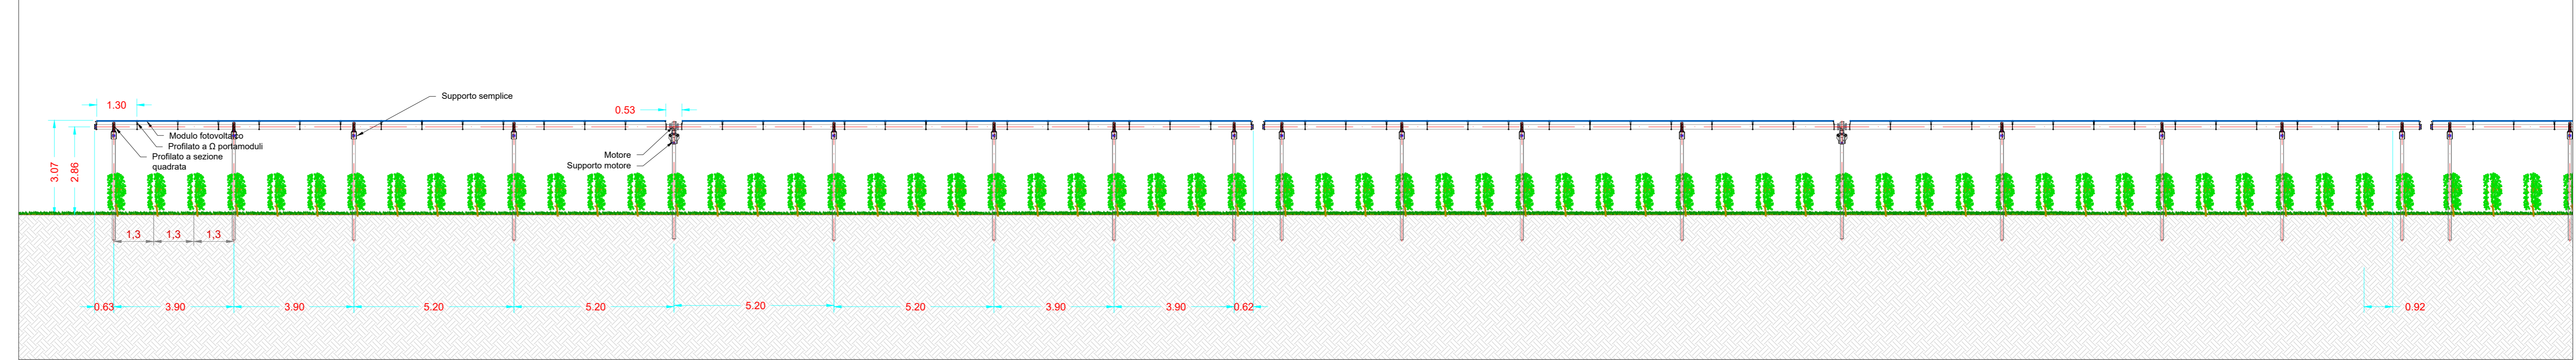 Supporto semplice
1.30
0.53
Modulo fotovoltaico
Profilato a Ω portamoduli
Profilato a sezione
quadrata
Motore
Supporto motore
3.07
2.86
1,3
1,3
1,3
0.63
3.90
3.90
5.20
5.20
5.20
5.20
3.90
3.90
0.62
0.92